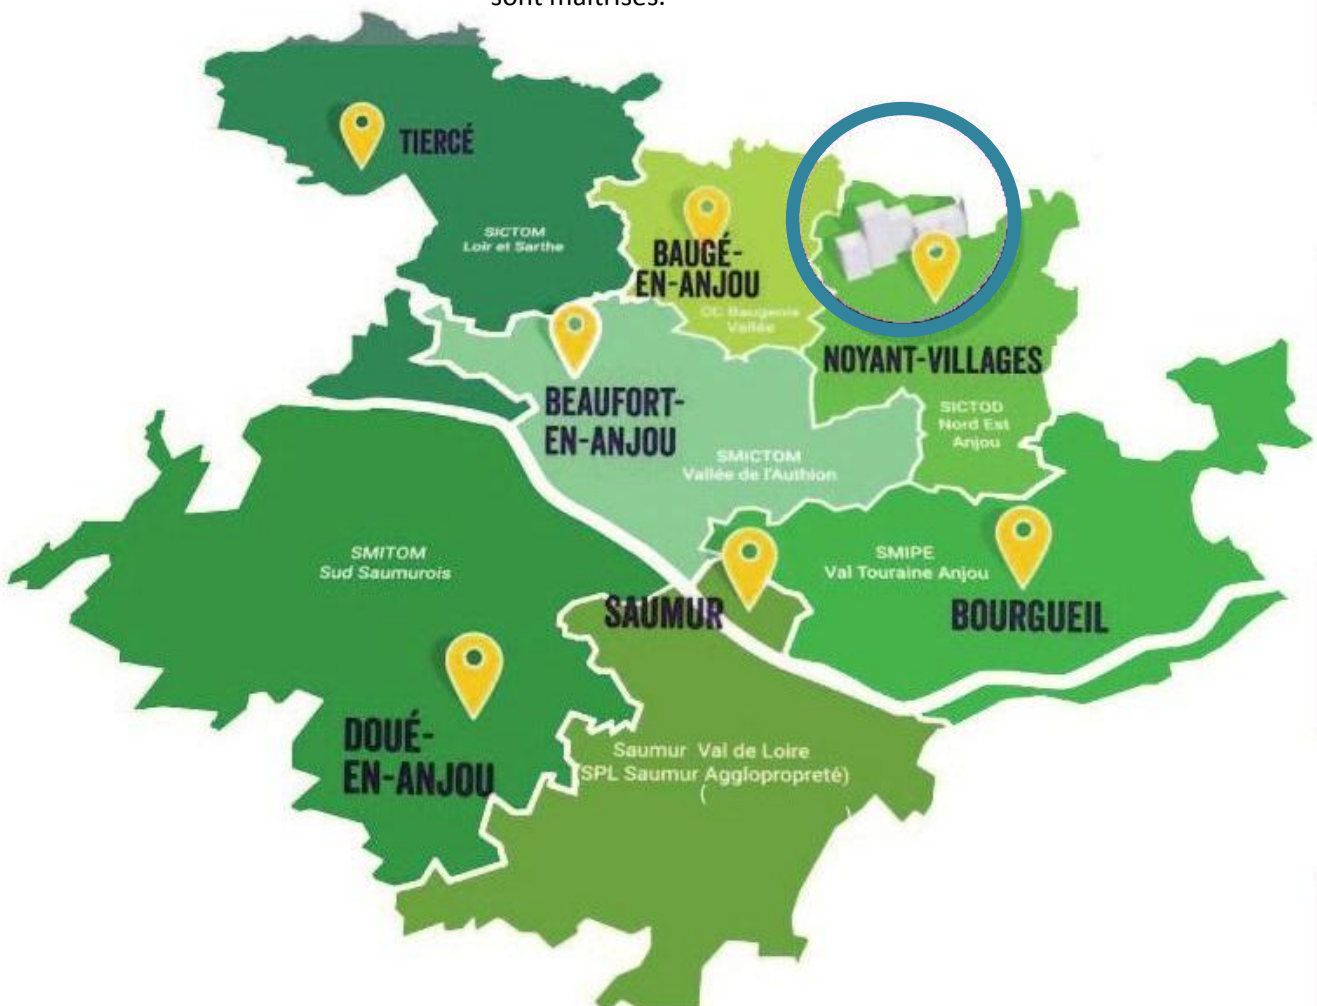 sont maîtrisés.
TIERCÉ
SICTOM
Loir et Sarthe
BAUGÉ-
EN-ANJOU
CC Baugeois
Vallée
NOYANT-VILLAGES
SICTOD
Nord Est
Anjou
BEAUFORT-
EN-ANJOU
SMICTOM
Vallée de l'Authion
SMITOM
Sud Saumurois
SMIPE
Val Touraine Anjou
SAUMUR
BOURGUEIL
DOUÉ-
EN-ANJOU
Saumur Val de Loire
(SPL Saumur Agglopropreté)
( )